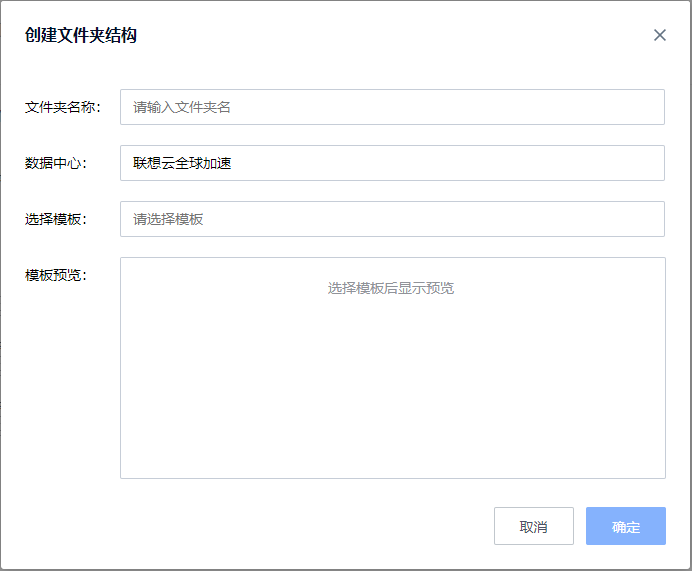 创建文件夹结构
文件夹名称：
请输入文件夹名
数据中心：
联想云全球加速
选择模板：
请选择模板
模板预览：
选择模板后显示预览
取消
确定